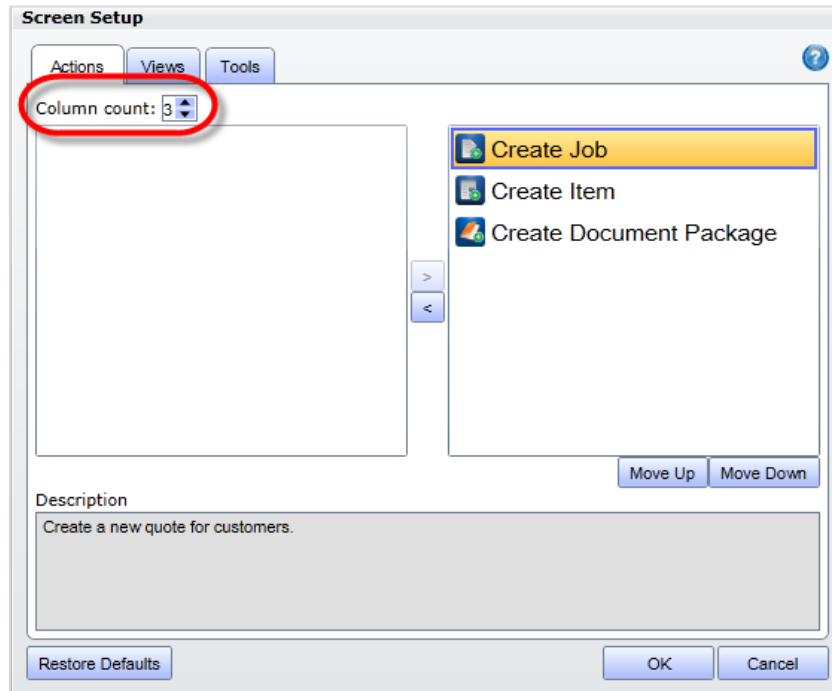 Screen Setup
Actions Views Tools ?
Column count: 3
Create Job
Create Item
Create Document Package
>
<
Move Up Move Down
Description
Create a new quote for customers.
Restore Defaults OK Cancel